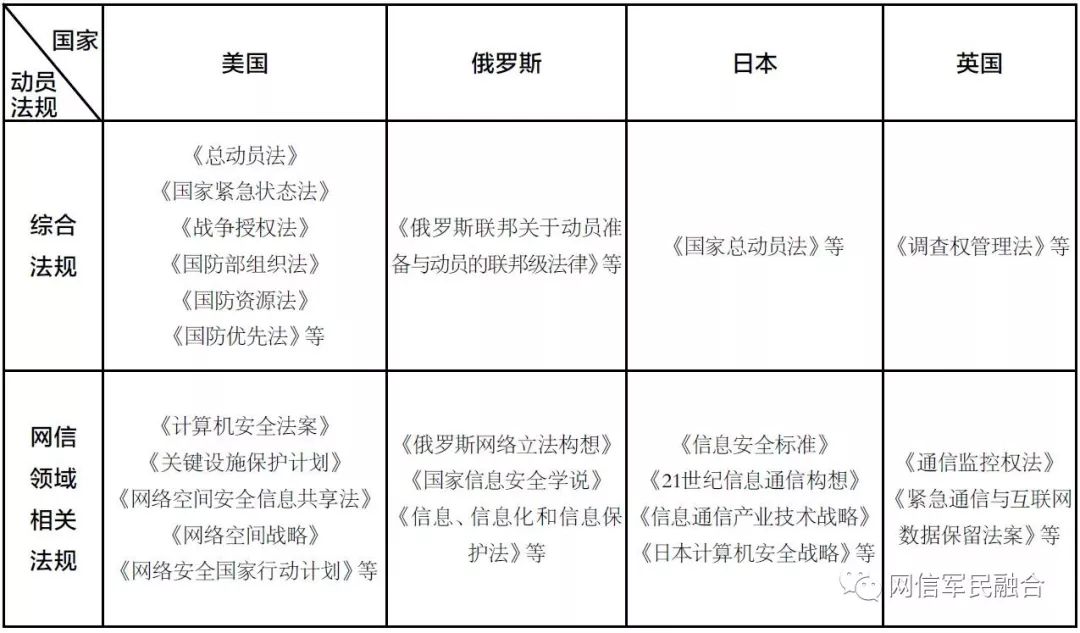 国家
动员
法规
美国
俄罗斯
日本
英国
综合
法规
《总动员法》
《国家紧急状态法》
《战争授权法》
《国防部组织法》
《国防资源法》
《国防优先法》等
《俄罗斯联邦关于动员准
备与动员的联邦级法律》等
《国家总动员法》等
《调查权管理法》等
网信
领域
相关
法规
《计算机安全法案》
《关键设施保护计划》
《网络空间安全信息共享法》
《网络空间战略》
《网络安全国家行动计划》等
《俄罗斯网络立法构想》
《国家信息安全学说》
《信息、信息化和信息保
护法》等
《信息安全标准》
《21世纪信息通信构想》
《信息通信产业技术战略》
《日本计算机安全战略》等
《通信监控权法》
《紧急通信与互联网
数据保留法案》等
网信军民融合